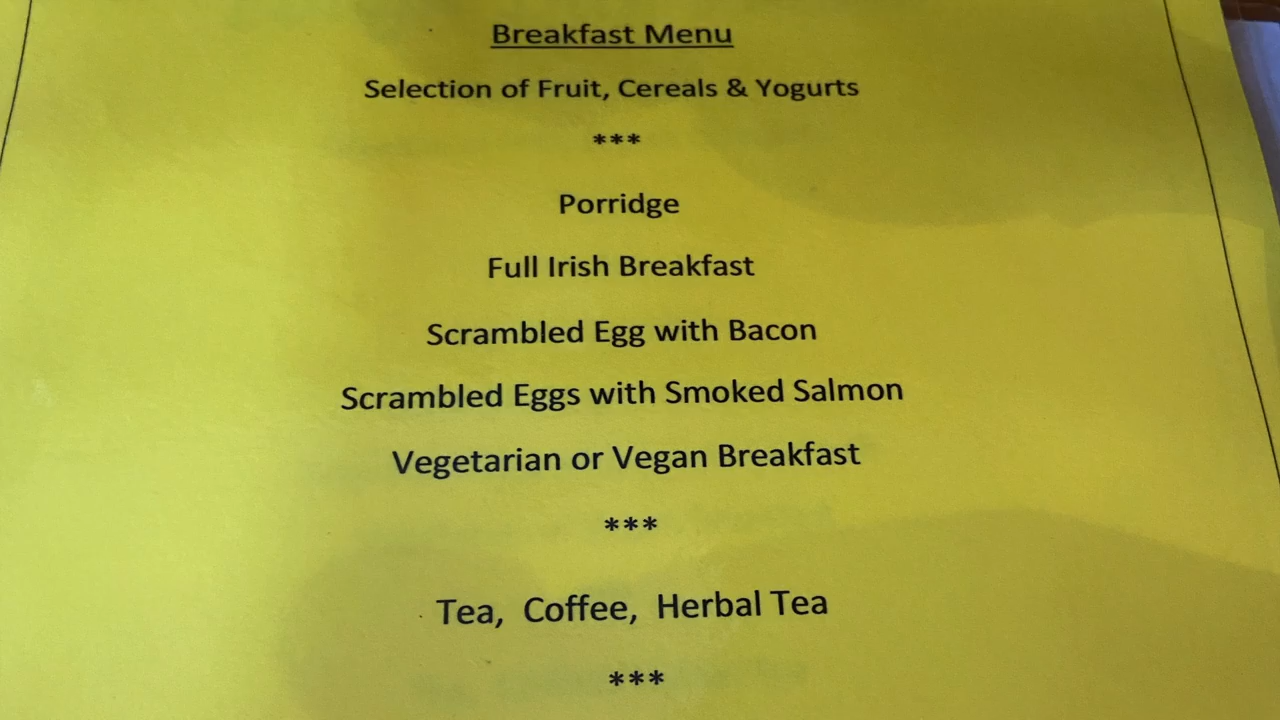 Breakfast Menu
Selection of Fruit, Cereals & Yogurts
***
Porridge
Full Irish Breakfast
Scrambled Egg with Bacon
Scrambled Eggs with Smoked Salmon
Vegetarian or Vegan Breakfast
***
Tea, Coffee, Herbal Tea
***